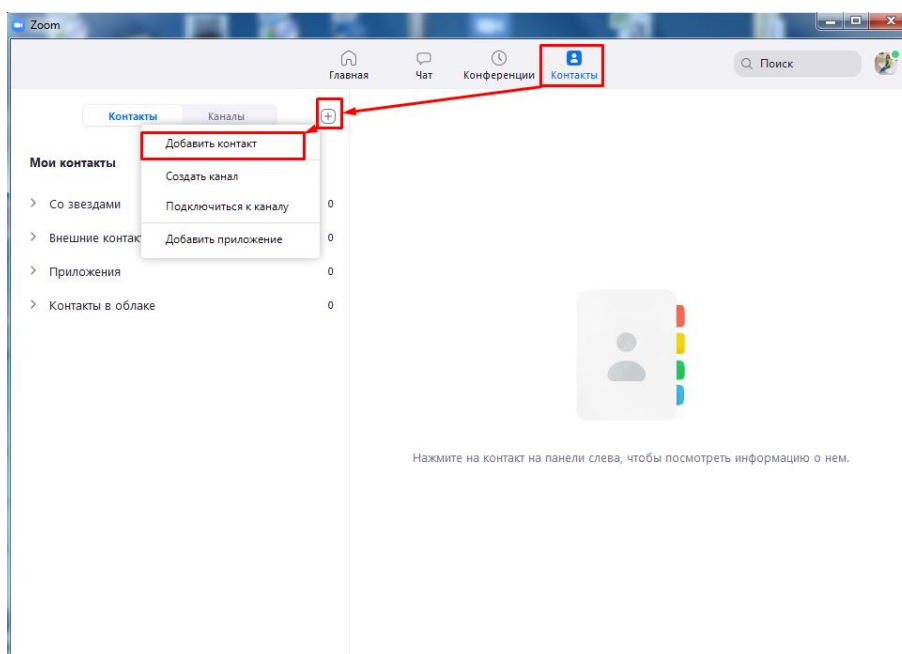 Zoom
Главная
Чат
Конференции
Контакты
Поиск
Контакты
Каналы
Добавить контакт
Мои контакты
Создать канал
Со звездами 0
Подключиться к каналу
Внешние контак 0
Добавить приложение
Приложения 0
Контакты в облаке 0
Нажмите на контакт на панели слева, чтобы посмотреть информацию о нем.